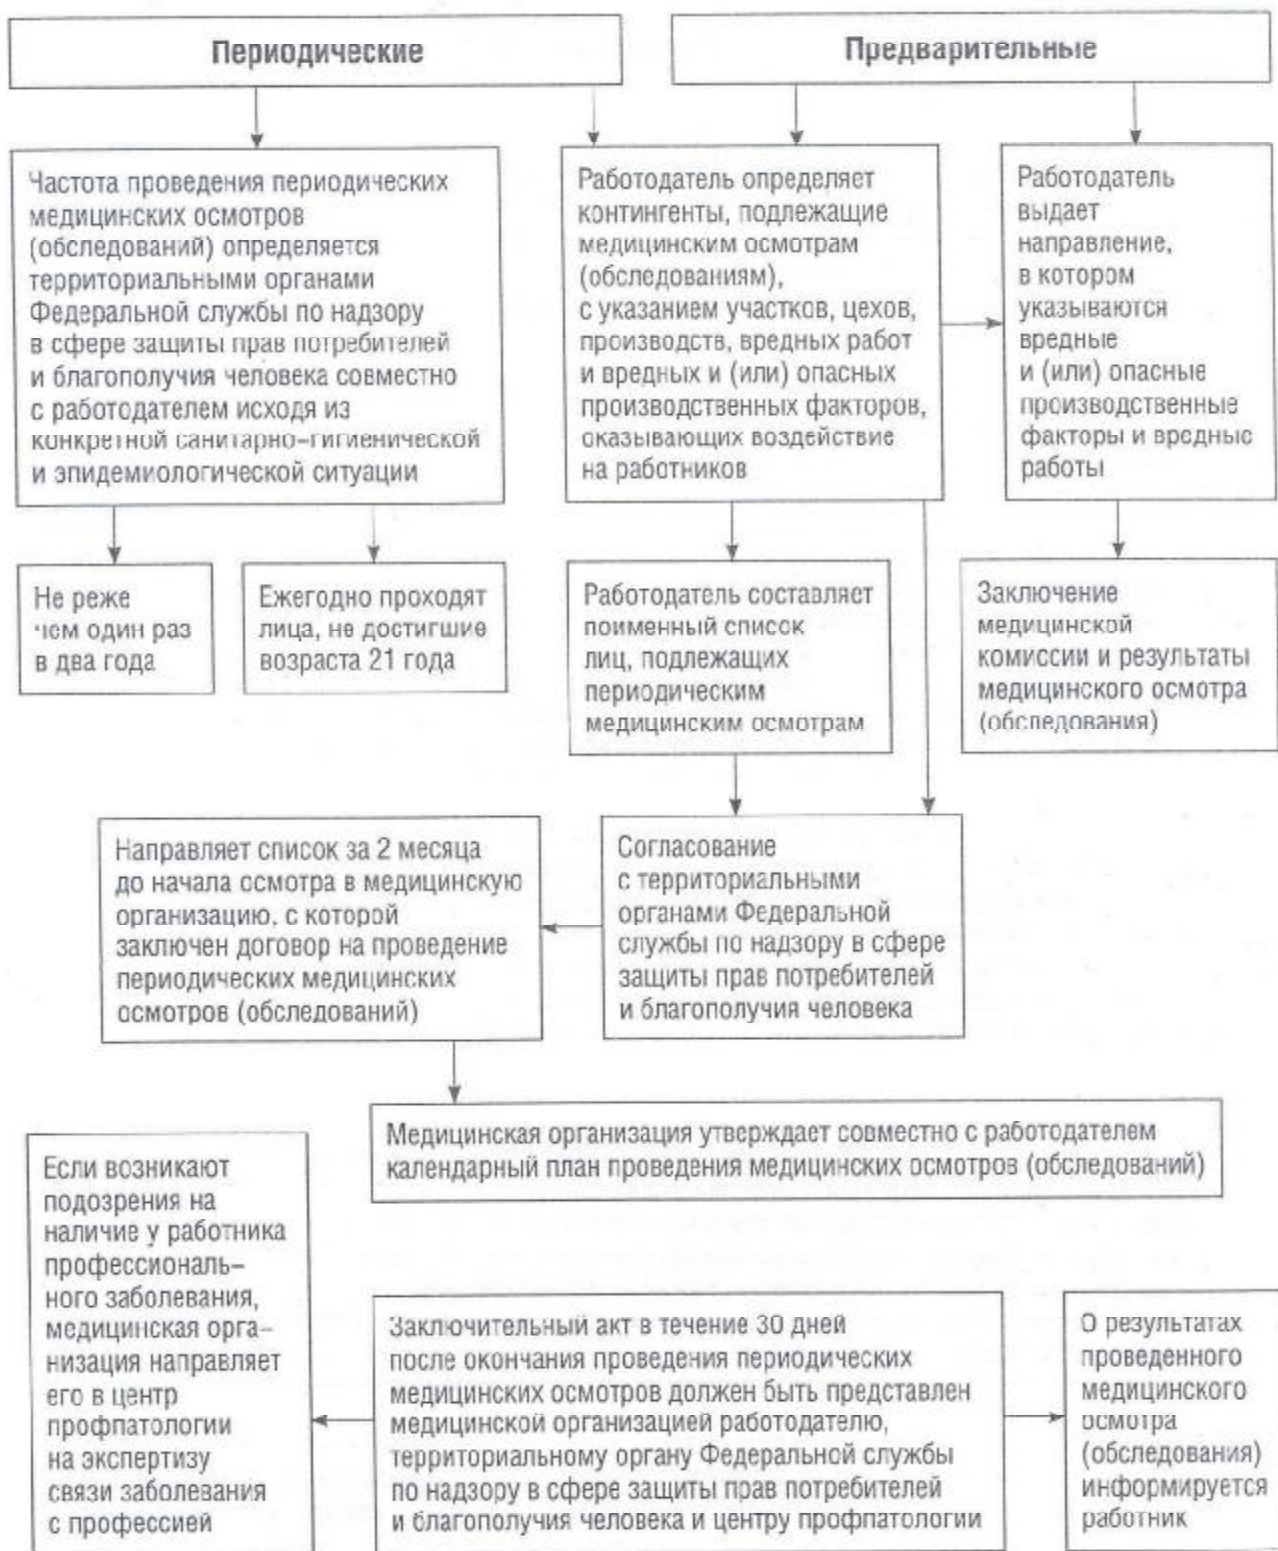 Периодические
Предварительные
Частота проведения периодических
медицинских осмотров
(обследований) определяется
территориальными органами
Федеральной службы по надзору
в сфере защиты прав потребителей
и благополучия человека совместно
с работодателем исходя из
конкретной санитарно-гигиенической
и эпидемиологической ситуации
Работодатель определяет
контингенты, подлежащие
медицинским осмотрам
(обследованиям),
с указанием участков, цехов,
производств, вредных работ
и вредных и (или) опасных
производственных факторов,
оказывающих воздействие
на работников
Работодатель
выдает
направление,
в котором
указываются
вредные
и (или) опасные
производственные
факторы и вредные
работы
Не реже
чем один раз
в два года
Ежегодно проходят
лица, не достигшие
возраста 21 года
Работодатель составляет
поименный список
лиц, подлежащих
периодическим
медицинским осмотрам
Заключение
медицинской
комиссии и результаты
медицинского осмотра
(обследования)
Направляет список за 2 месяца
до начала осмотра в медицинскую
организацию, с которой
заключен договор на проведение
периодических медицинских
осмотров (обследований)
Согласование
с территориальными
органами Федеральной
службы по надзору в сфере
защиты прав потребителей
и благополучия человека
Медицинская организация утверждает совместно с работодателем
календарный план проведения медицинских осмотров (обследований)
Если возникают
подозрения на
наличие у работника
профессиональ-
ного заболевания,
медицинская орга-
низация направляет
его в центр
профпатологии
на экспертизу
связи заболевания
с профессией
Заключительный акт в течение 30 дней
после окончания проведения периодических
медицинских осмотров должен быть представлен
медицинской организацией работодателю,
территориальному органу Федеральной службы
по надзору в сфере защиты прав потребителей
и благополучия человека и центру профпатологии
О результатах
проведенного
медицинского
осмотра
(обследования)
информируется
работник